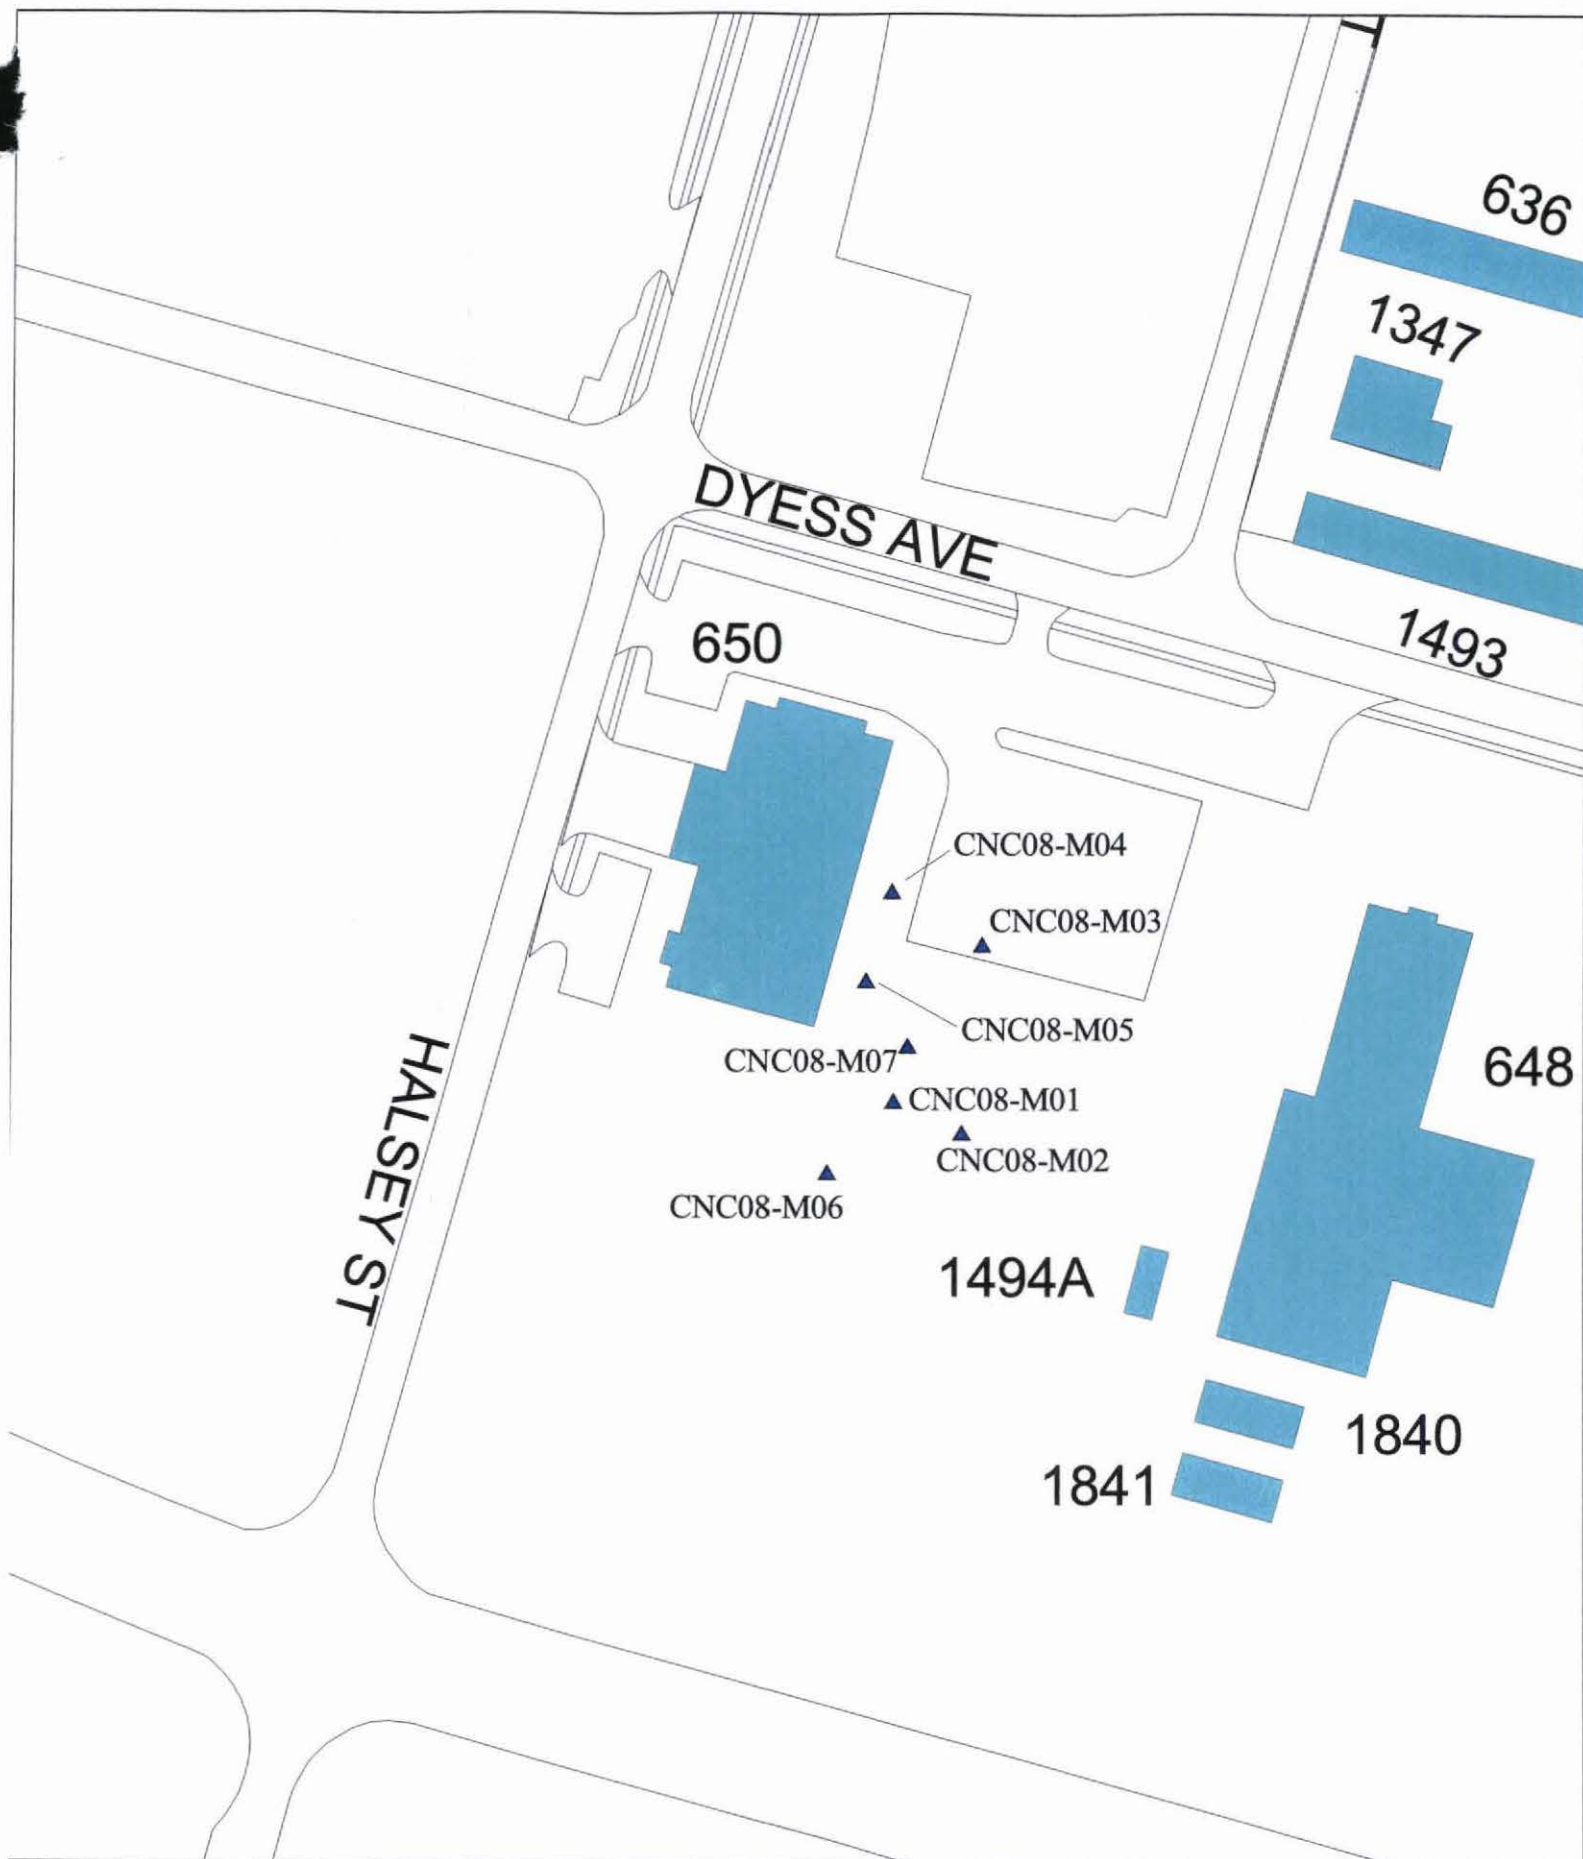 636
1347
DYESS AVE
1493
650
CNC08-M04
CNC08-M03
CNC08-M05
CNC08-M07
648
CNC08-M01
CNC08-M02
CNC08-M06
HALSEY ST
1494A
1840
1841
T